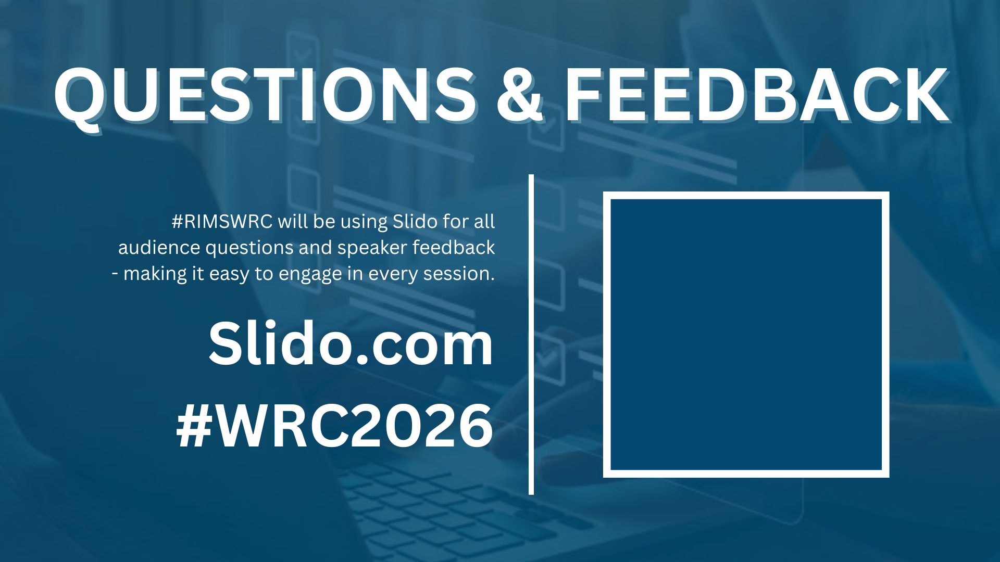 QUESTIONS & FEEDBACK
#RIMSWRC will be using Slido for all
audience questions and speaker feedback
- making it easy to engage in every session.
Slido.com
#WRC2026